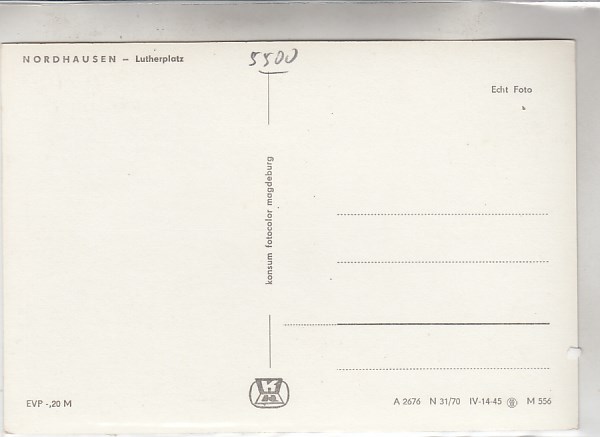 NORDHAUSEN – Lutherplatz
5500
Echt Foto
konsum fotocolor magdeburg
EVP -,20 M
A 2676 N 31/70 IV-14-45 M 556